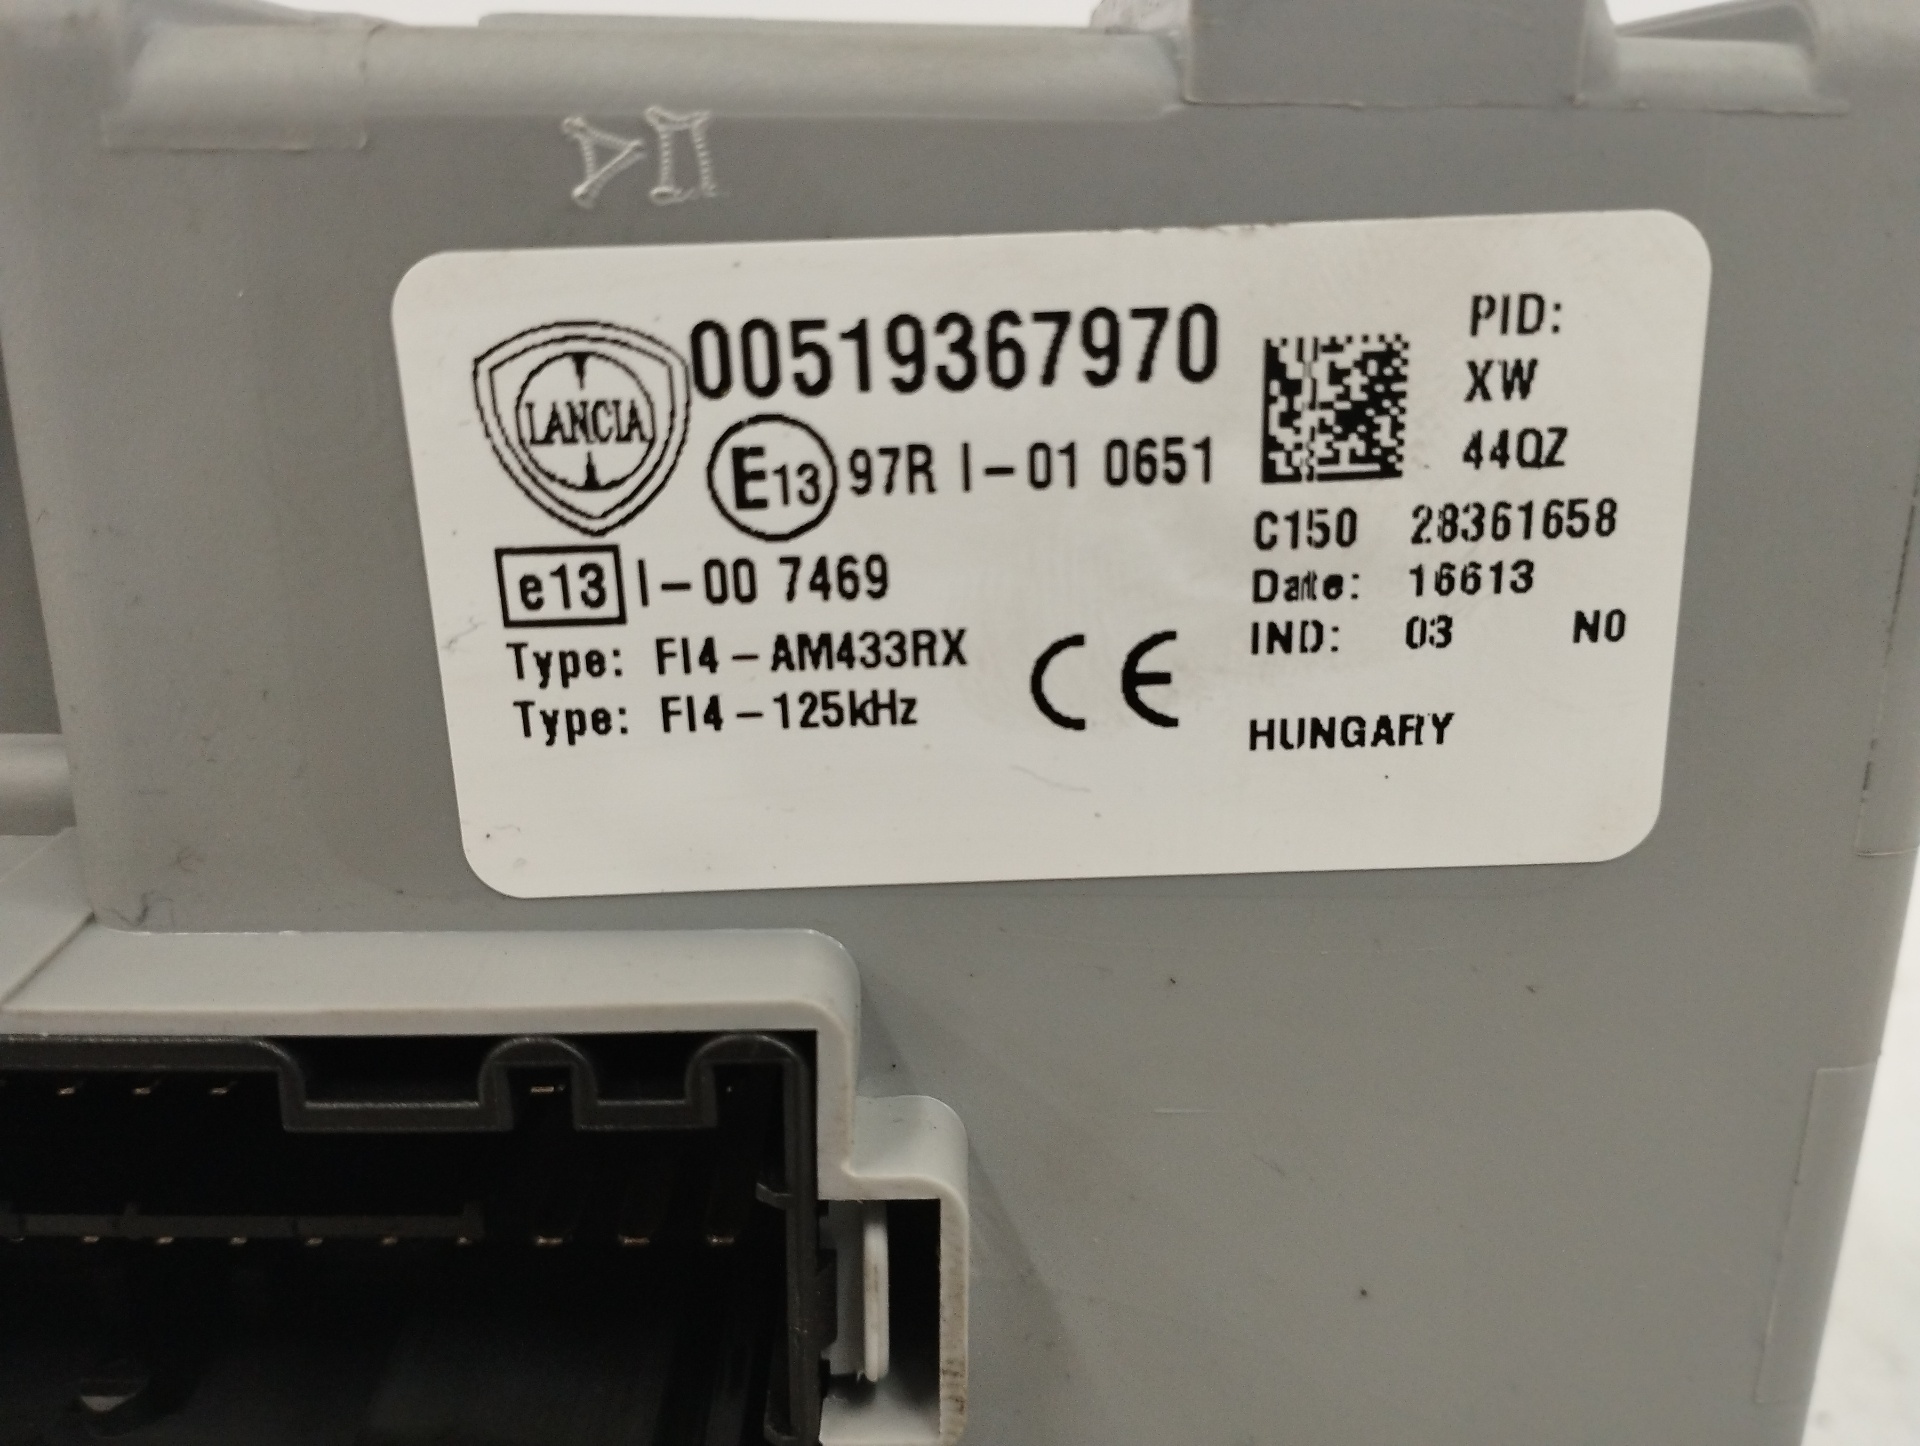 LANCIA
00519367970
E13 97R I-01 0651
e13 I-00 7469
Type: FI4-AM433RX
Type: FI4-125kHz
CE
PID:
XW
44QZ
C150 28361658
Date: 16613
IND: 03 N0
HUNGARY